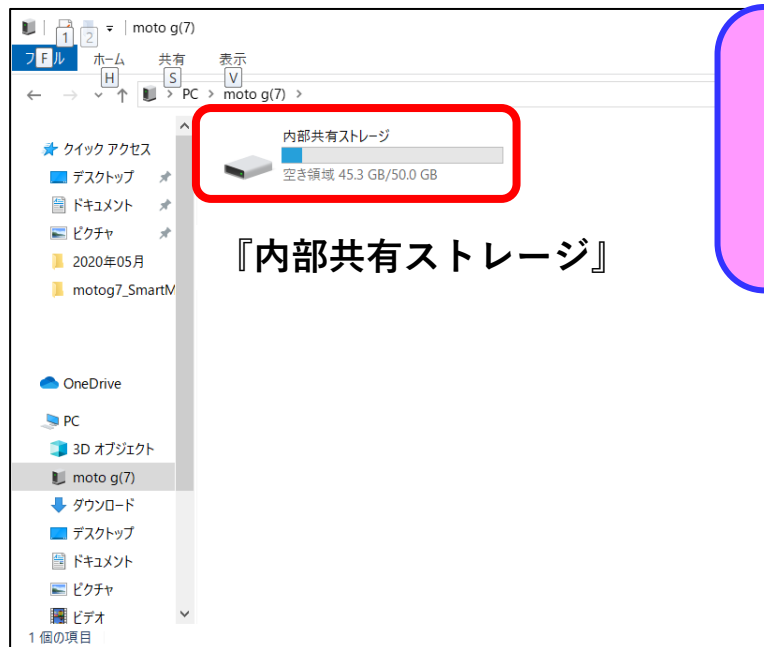 moto g(7)
1 2
フ F ル ホーム 共有 表示
H S V
PC > moto g(7) >
クイック アクセス
デスクトップ
ドキュメント
ピクチャ
2020年05月
motog7_SmartM
OneDrive
PC
3D オブジェクト
moto g(7)
ダウンロード
デスクトップ
ドキュメント
ピクチャ
ビデオ
1 個の項目
内部共有ストレージ
空き領域 45.3 GB/50.0 GB
『内部共有ストレージ』